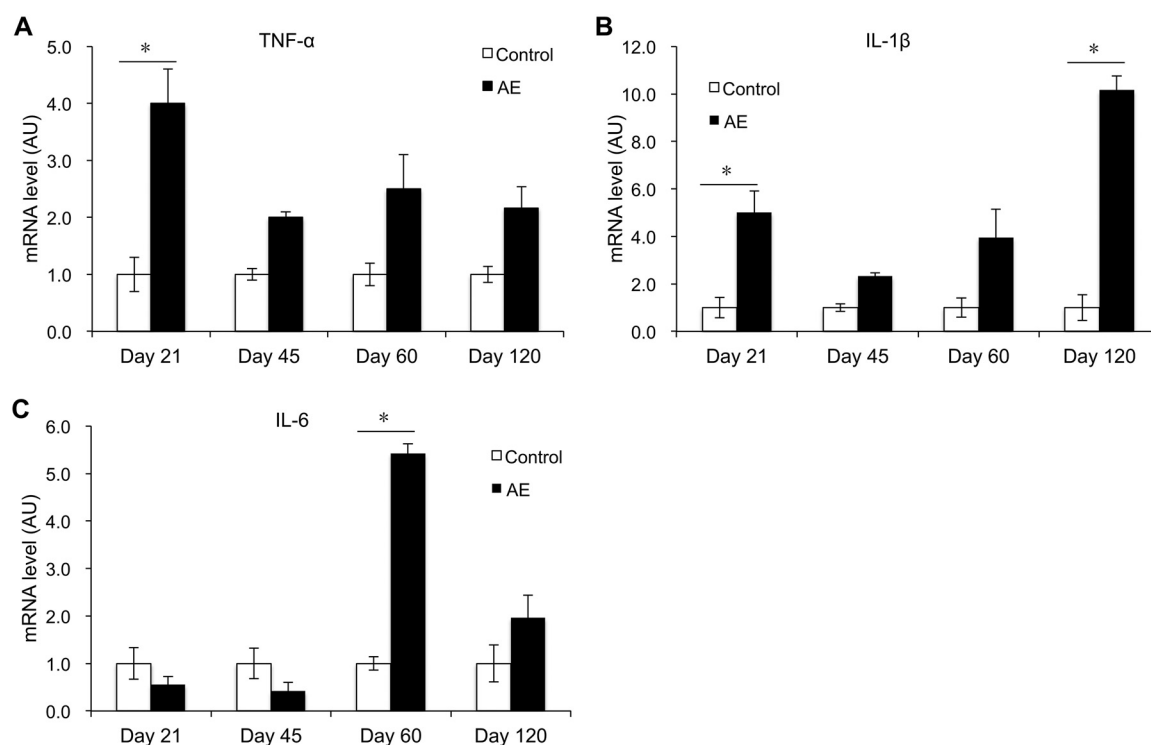 A
TNF-α
5.0
4.0
3.0
2.0
1.0
0.0
mRNA level (AU)
*
Control
AE
Day 21 Day 45 Day 60 Day 120
B
IL-1β
12.0
10.0
8.0
6.0
4.0
2.0
0.0
mRNA level (AU)
*
*
Control
AE
Day 21 Day 45 Day 60 Day 120
C
IL-6
6.0
5.0
4.0
3.0
2.0
1.0
0.0
mRNA level (AU)
*
Control
AE
Day 21 Day 45 Day 60 Day 120